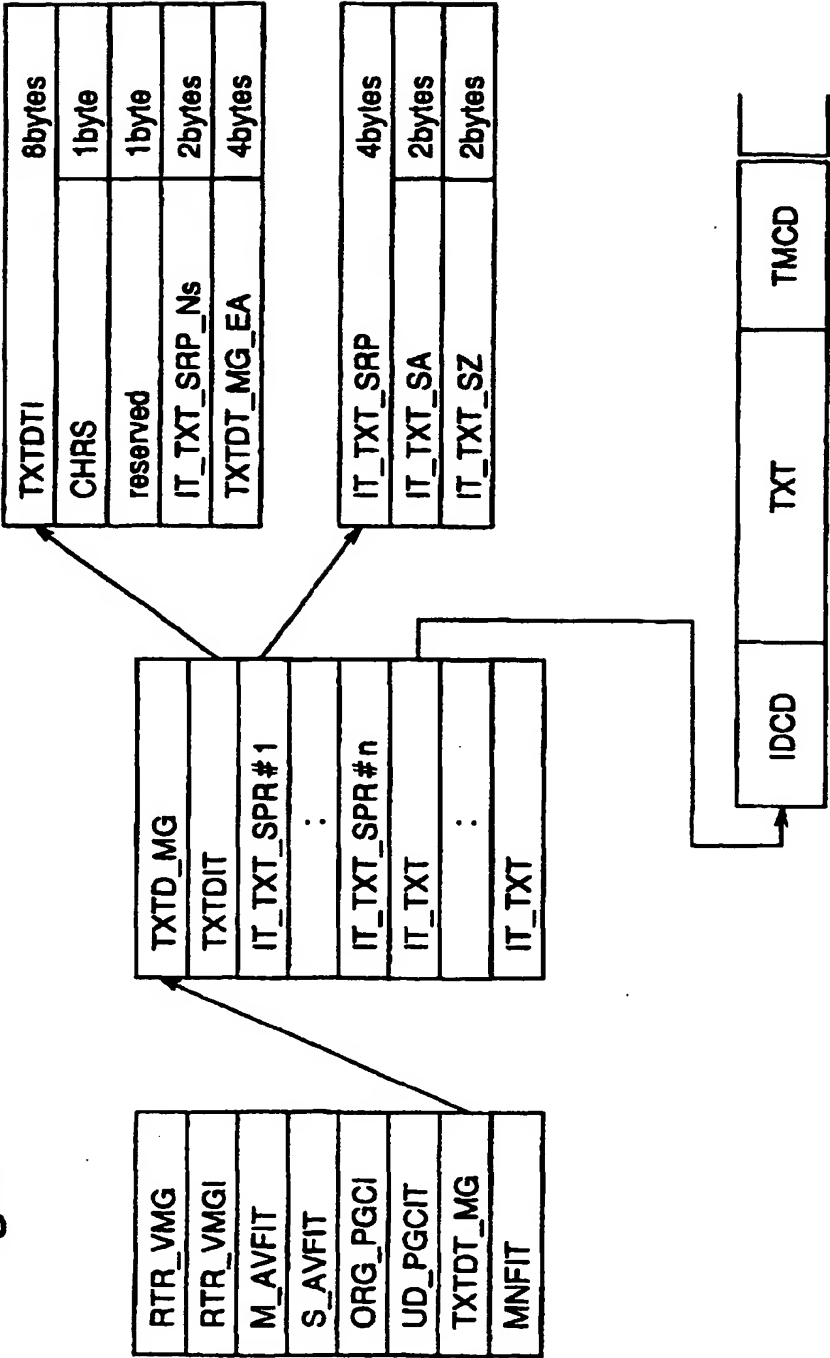 RTR_VMG
RTR_VMGI
M_AVFIT
S_AVFIT
ORG_PGCI
UD_PGCIT
TXTDT_MG
MNFIT
TXTD_MG
TXTDIT
IT_TXT_SPR#1
:
IT_TXT_SPR#n
IT_TXT
:
IT_TXT
TXTDTI 8bytes
CHRS 1byte
reserved 1byte
IT_TXT_SRP_Ns 2bytes
TXTDT_MG_EA 4bytes
IT_TXT_SRP 4bytes
IT_TXT_SA 2bytes
IT_TXT_SZ 2bytes
IDCD TXT TMCD